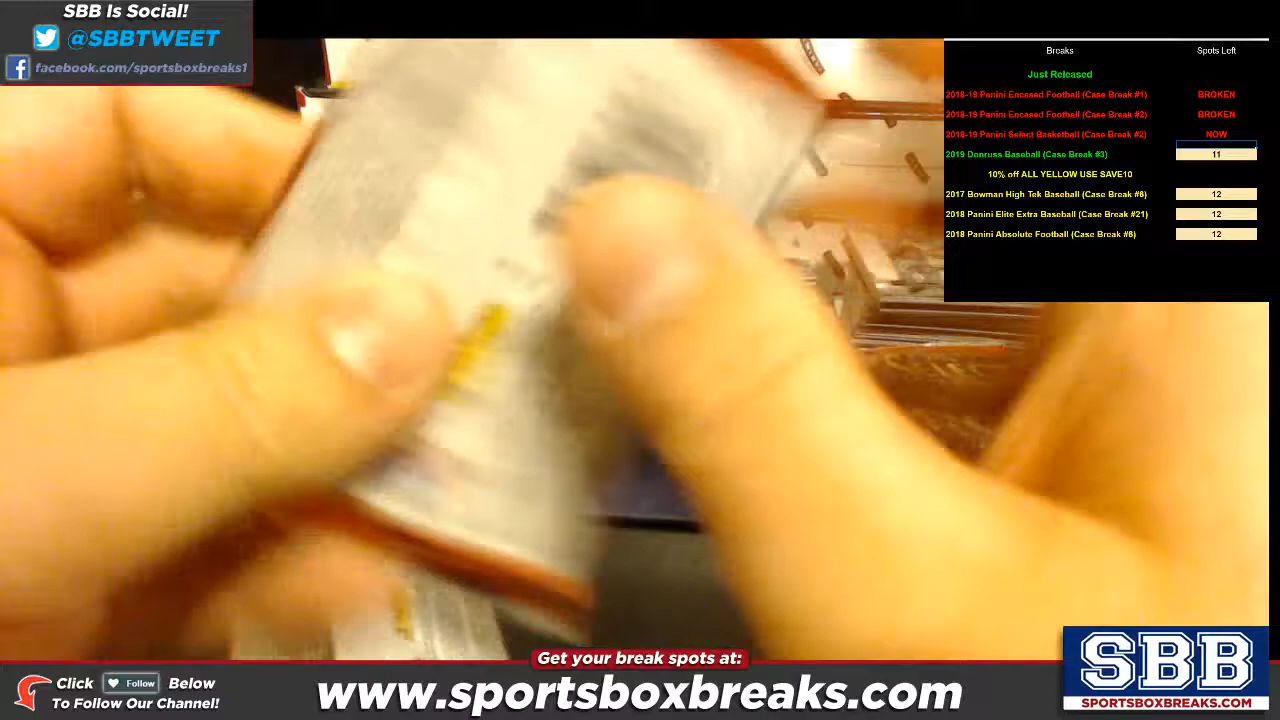 SBB Is Social!
@SBBTWEET
facebook.com/sportsboxbreaks1
Breaks Spots Left
Just Released
2018-19 Panini Encased Football (Case Break #1) BROKEN
2018-19 Panini Encased Football (Case Break #2) BROKEN
2018-19 Panini Select Basketball (Case Break #2) NOW
2019 Donruss Baseball (Case Break #3) 11
10% off ALL YELLOW USE SAVE10
2017 Bowman High Tek Baseball (Case Break #6) 12
2018 Panini Elite Extra Baseball (Case Break #21) 12
2018 Panini Absolute Football (Case Break #6) 12
Get your break spots at:
Click Follow Below
To Follow Our Channel!
www.sportsboxbreaks.com
SBB
SPORTSBOXBREAKS.COM